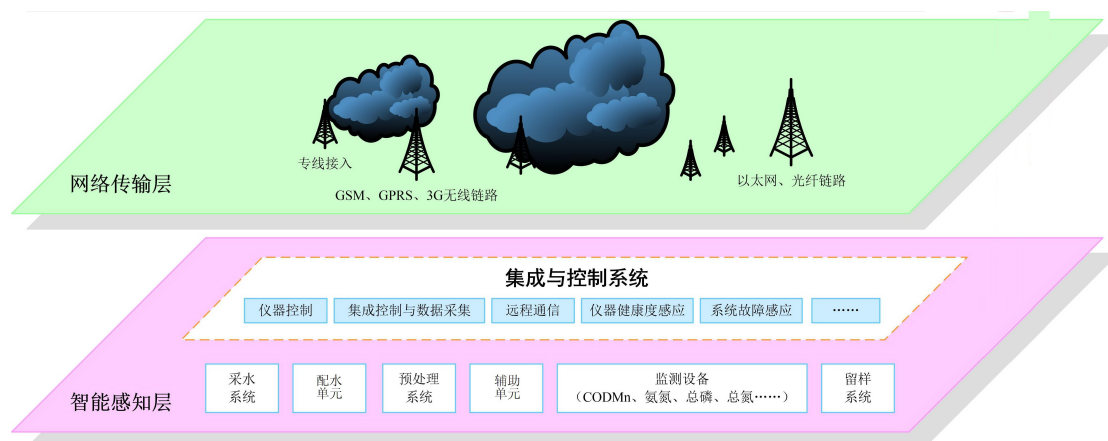 专线接入
网络传输层
GSM、GPRS、3G无线链路
以太网、光纤链路
集成与控制系统
仪器控制
集成控制与数据采集
远程通信
仪器健康度感应
系统故障感应
……
智能感知层
采水
系统
配水
单元
预处理
系统
辅助
单元
监测设备
（CODMn、氨氮、总磷、总氮……）
留样
系统